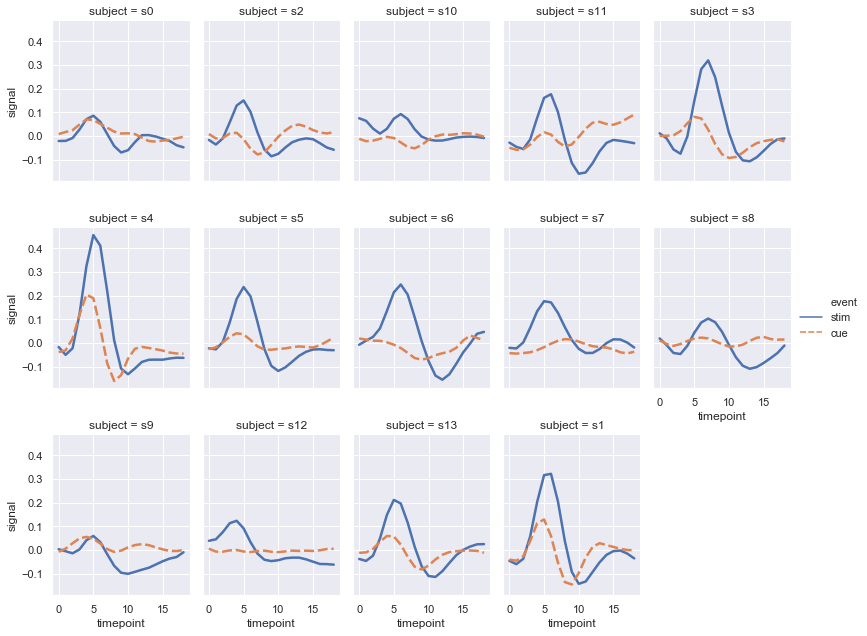 subject = s0 subject = s2 subject = s10 subject = s11 subject = s3
signal
0.4
0.3
0.2
0.1
0.0
−0.1
subject = s4 subject = s5 subject = s6 subject = s7 subject = s8
signal
0.4
0.3
0.2
0.1
0.0
−0.1
0 5 10 15
timepoint
event
stim
cue
subject = s9 subject = s12 subject = s13 subject = s1
signal
0.4
0.3
0.2
0.1
0.0
−0.1
0 5 10 15 0 5 10 15 0 5 10 15 0 5 10 15
timepoint timepoint timepoint timepoint